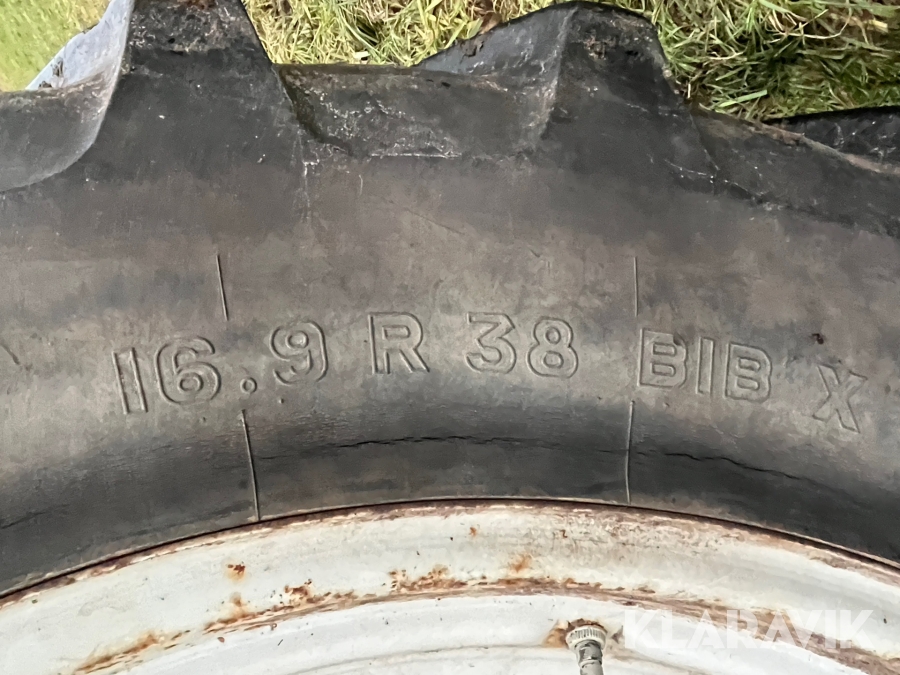 16.9 R 38 BIB X
KLARAVIK